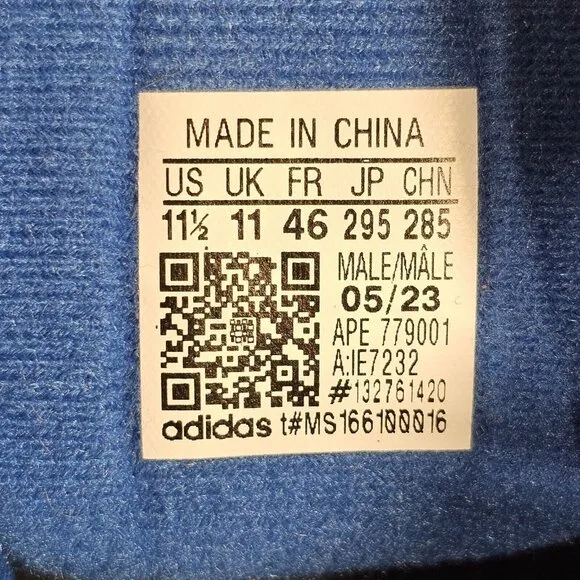 MADE IN CHINA
US UK FR JP CHN
11½ 11 46 295 285
MALE/MÂLE
05/23
APE 779001
A:IE7232
#132761420
adidas t#MS166100016